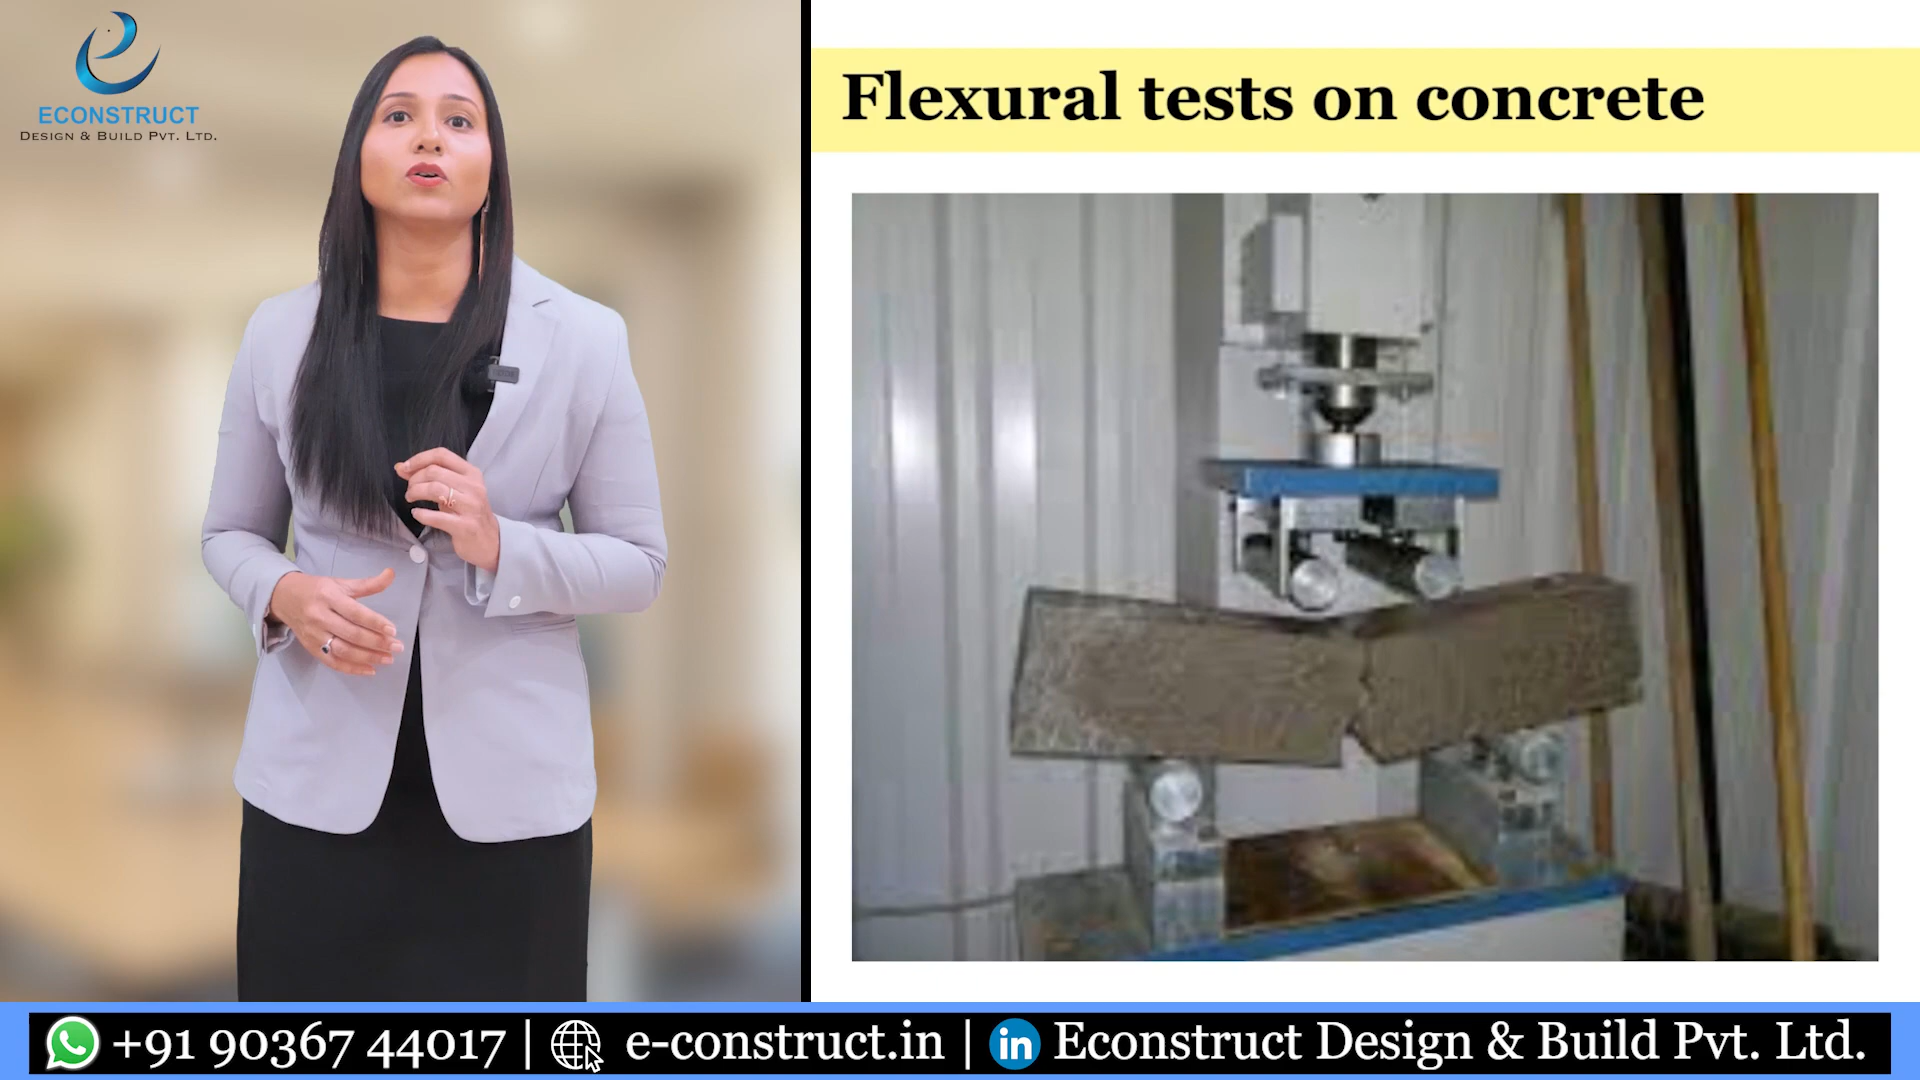 ECONSTRUCT
DESIGN & BUILD PVT. LTD.
Flexural tests on concrete
+91 90367 44017 | e-construct.in | in Econstruct Design & Build Pvt. Ltd.